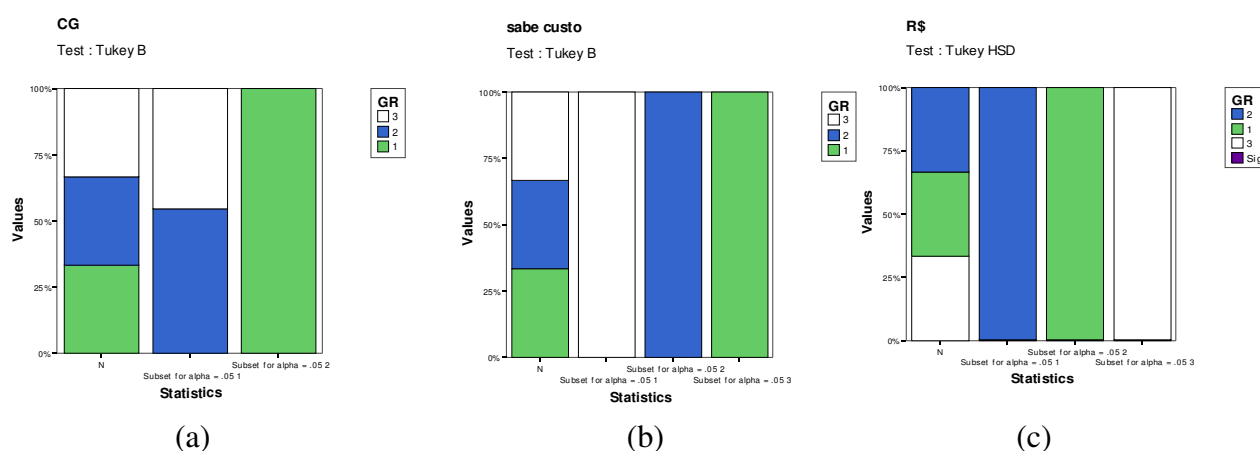 CG
Test : Tukey B
100%
75%
50%
25%
0%
Values
N
Subset for alpha = .05 1
Subset for alpha = .05 2
Statistics
GR
3
2
1
(a)
sabe custo
Test : Tukey B
100%
75%
50%
25%
0%
Values
N
Subset for alpha = .05 1
Subset for alpha = .05 2
Subset for alpha = .05 3
Statistics
GR
3
2
1
(b)
R$
Test : Tukey HSD
100%
75%
50%
25%
0%
Values
N
Subset for alpha = .05 1
Subset for alpha = .05 2
Subset for alpha = .05 3
Statistics
GR
2
1
3
Sig
(c)